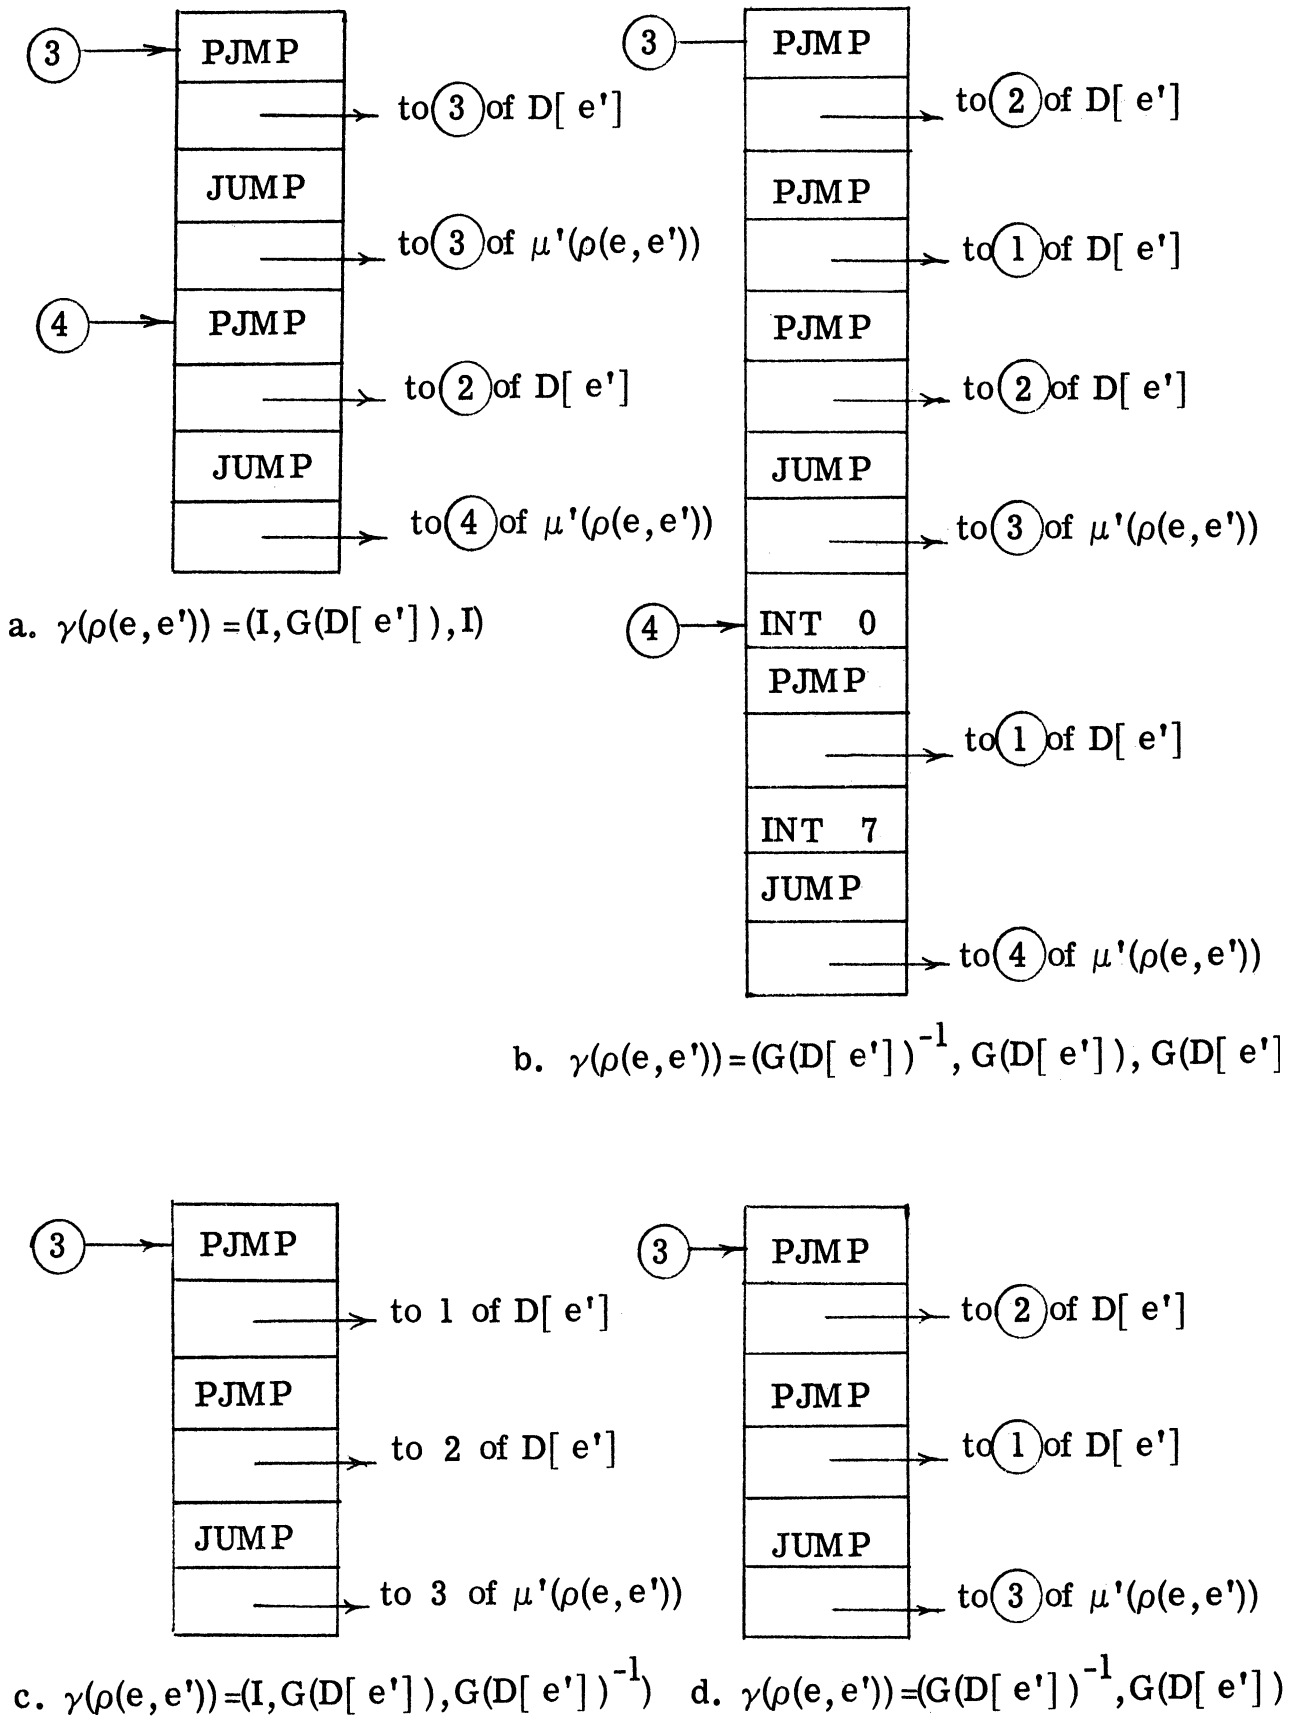 3 PJMP
to 3 of D[ e']
JUMP
to 3 of μ'(ρ(e,e'))
4 PJMP
to 2 of D[ e']
JUMP
to 4 of μ'(ρ(e,e'))
a. γ(ρ(e,e')) =(I,G(D[ e']),I)
3 PJMP
to 2 of D[ e']
PJMP
to 1 of D[ e']
PJMP
to 2 of D[ e']
JUMP
to 3 of μ'(ρ(e,e'))
4 INT 0
PJMP
to 1 of D[ e']
INT 7
JUMP
to 4 of μ'(ρ(e,e'))
b. γ(ρ(e,e'))=(G(D[ e'])⁻¹, G(D[ e']), G(D[ e']
3 PJMP
to 1 of D[ e']
PJMP
to 2 of D[ e']
JUMP
to 3 of μ'(ρ(e,e'))
c. γ(ρ(e,e'))=(I,G(D[ e']),G(D[ e'])⁻¹)
3 PJMP
to 2 of D[ e']
PJMP
to 1 of D[ e']
JUMP
to 3 of μ'(ρ(e,e'))
d. γ(ρ(e,e'))=(G(D[ e'])⁻¹,G(D[ e'])